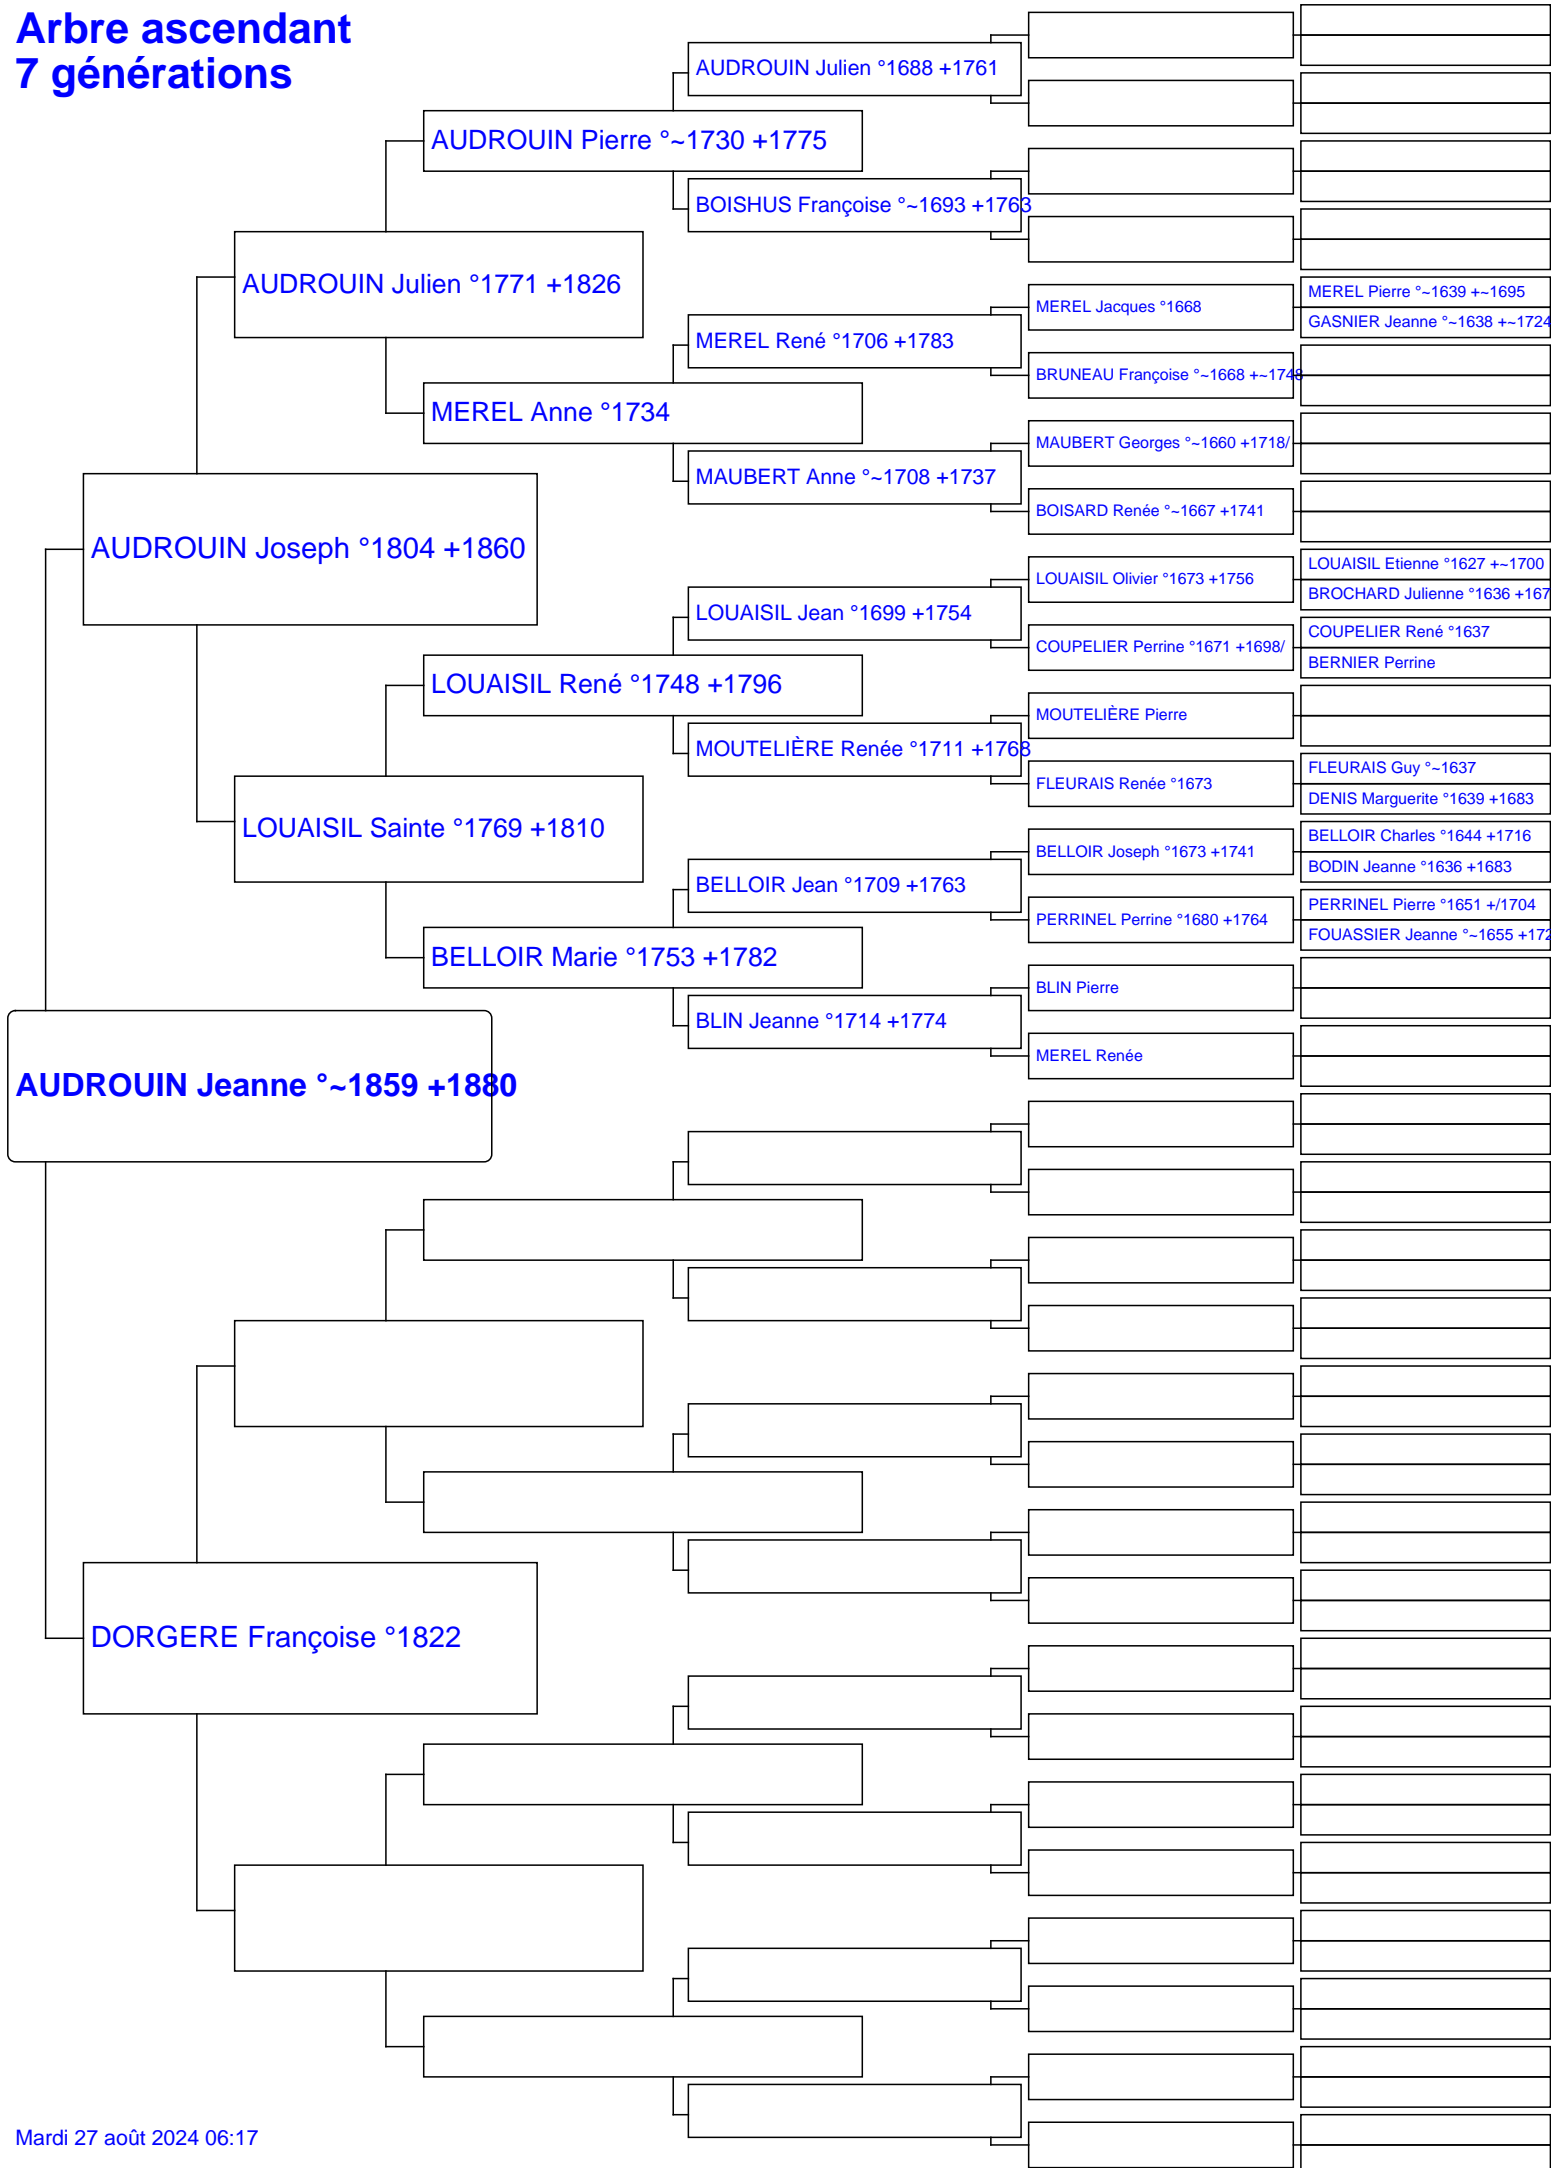 Arbre ascendant
7 générations
AUDROUIN Julien °1688 +1761
AUDROUIN Pierre °~1730 +1775
BOISHUS Françoise °~1693 +1763
AUDROUIN Julien °1771 +1826
MEREL Pierre °~1639 +~1695
MEREL Jacques °1668
GASNIER Jeanne °~1638 +~1724
MEREL René °1706 +1783
BRUNEAU Françoise °~1668 +~1748
MEREL Anne °1734
MAUBERT Georges °~1660 +1718/
MAUBERT Anne °~1708 +1737
BOISARD Renée °~1667 +1741
AUDROUIN Joseph °1804 +1860
LOUAISIL Etienne °1627 +~1700
LOUAISIL Olivier °1673 +1756
BROCHARD Julienne °1636 +167
LOUAISIL Jean °1699 +1754
COUPELIER René °1637
COUPELIER Perrine °1671 +1698/
BERNIER Perrine
LOUAISIL René °1748 +1796
MOUTELIÈRE Pierre
MOUTELIÈRE Renée °1711 +1768
FLEURAIS Guy °~1637
FLEURAIS Renée °1673
DENIS Marguerite °1639 +1683
LOUAISIL Sainte °1769 +1810
BELLOIR Charles °1644 +1716
BELLOIR Joseph °1673 +1741
BODIN Jeanne °1636 +1683
BELLOIR Jean °1709 +1763
PERRINEL Pierre °1651 +/1704
PERRINEL Perrine °1680 +1764
FOUASSIER Jeanne °~1655 +172
BELLOIR Marie °1753 +1782
BLIN Pierre
BLIN Jeanne °1714 +1774
MEREL Renée
AUDROUIN Jeanne °~1859 +1880
DORGERE Françoise °1822
Mardi 27 août 2024 06:17